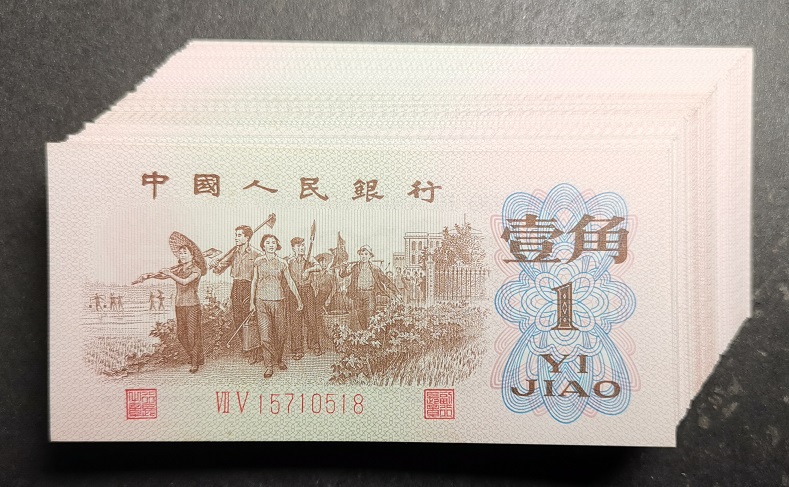 中國人民銀行
壹角
1
YI
JIAO
Ⅶ Ⅴ 15710518